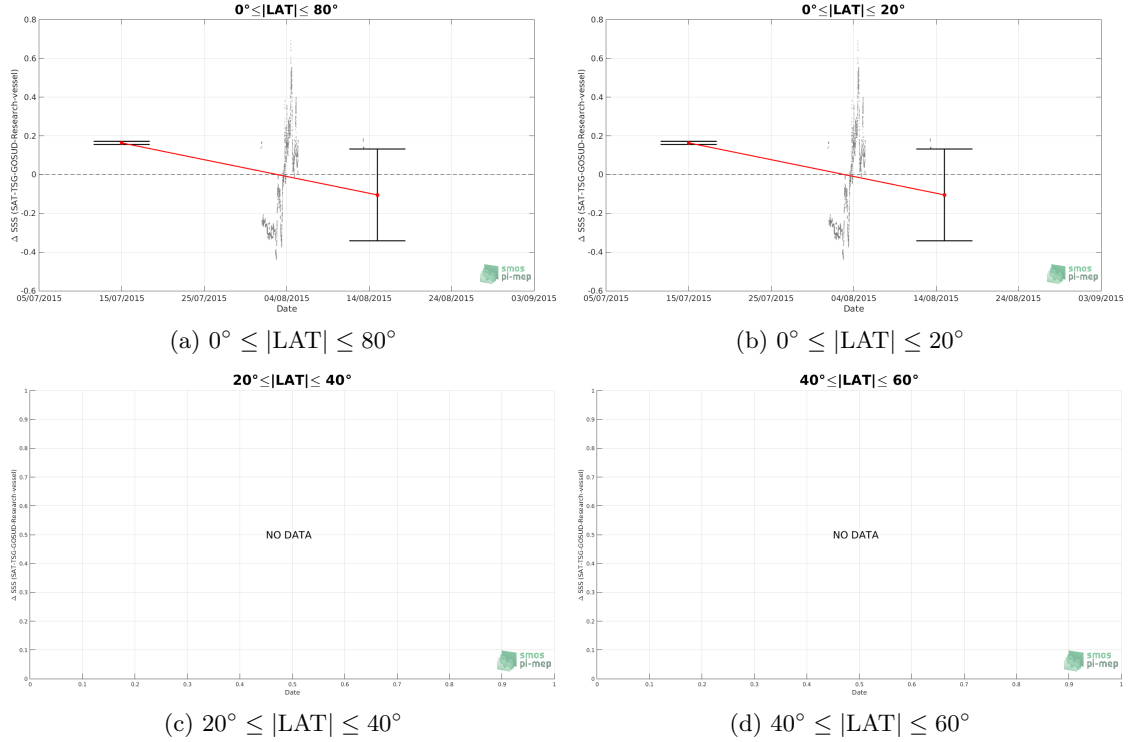 0°≤|LAT|≤ 80°
Δ SSS (SAT-TSG-GOSUD-Research-vessel)
0.8
0.6
0.4
0.2
0
-0.2
-0.4
-0.6
05/07/2015 15/07/2015 25/07/2015 04/08/2015 14/08/2015 24/08/2015 03/09/2015
Date
smos
pi-mep
(a) 0° ≤ |LAT| ≤ 80°
0°≤|LAT|≤ 20°
Δ SSS (SAT-TSG-GOSUD-Research-vessel)
0.8
0.6
0.4
0.2
0
-0.2
-0.4
-0.6
05/07/2015 15/07/2015 25/07/2015 04/08/2015 14/08/2015 24/08/2015 03/09/2015
Date
smos
pi-mep
(b) 0° ≤ |LAT| ≤ 20°
20°≤|LAT|≤ 40°
Δ SSS (SAT-TSG-GOSUD-Research-vessel)
1
0.9
0.8
0.7
0.6
0.5
0.4
0.3
0.2
0.1
0
NO DATA
0 0.1 0.2 0.3 0.4 0.5 0.6 0.7 0.8 0.9 1
Date
smos
pi-mep
(c) 20° ≤ |LAT| ≤ 40°
40°≤|LAT|≤ 60°
Δ SSS (SAT-TSG-GOSUD-Research-vessel)
1
0.9
0.8
0.7
0.6
0.5
0.4
0.3
0.2
0.1
0
NO DATA
0 0.1 0.2 0.3 0.4 0.5 0.6 0.7 0.8 0.9 1
Date
smos
pi-mep
(d) 40° ≤ |LAT| ≤ 60°